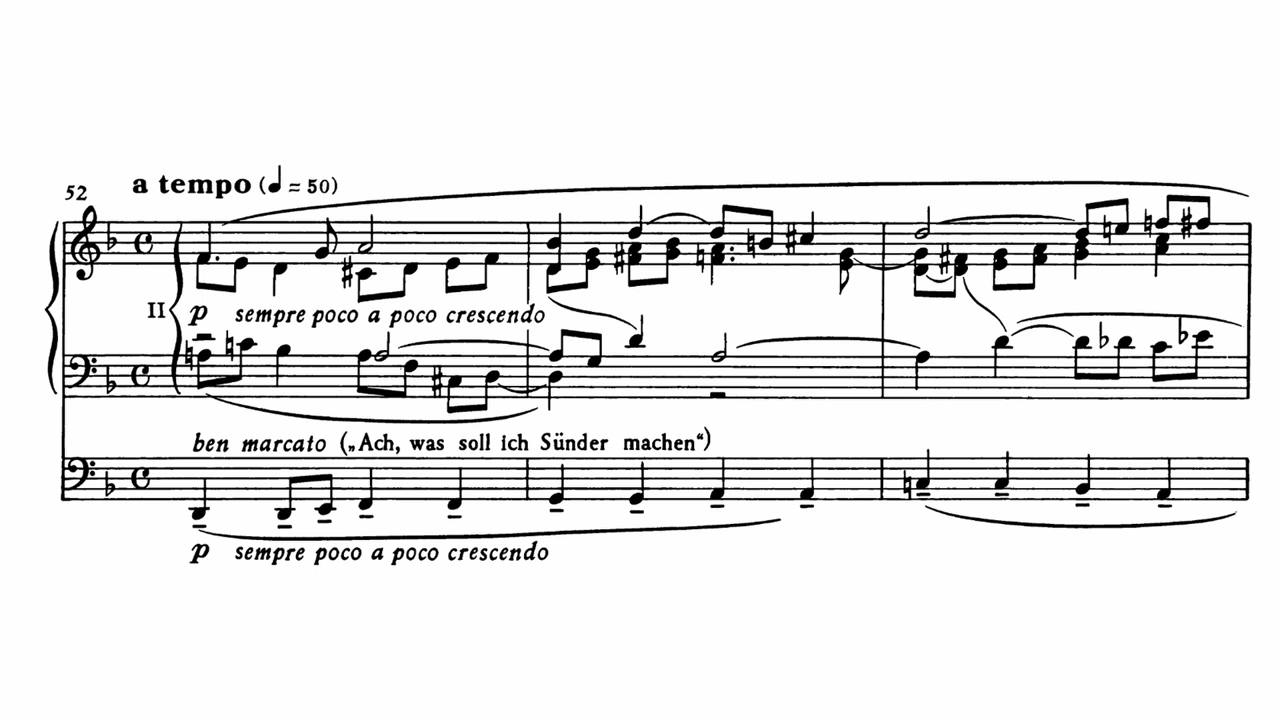 52
a tempo (♩ = 50)
II
p sempre poco a poco crescendo
ben marcato („Ach, was soll ich Sünder machen“)
p sempre poco a poco crescendo